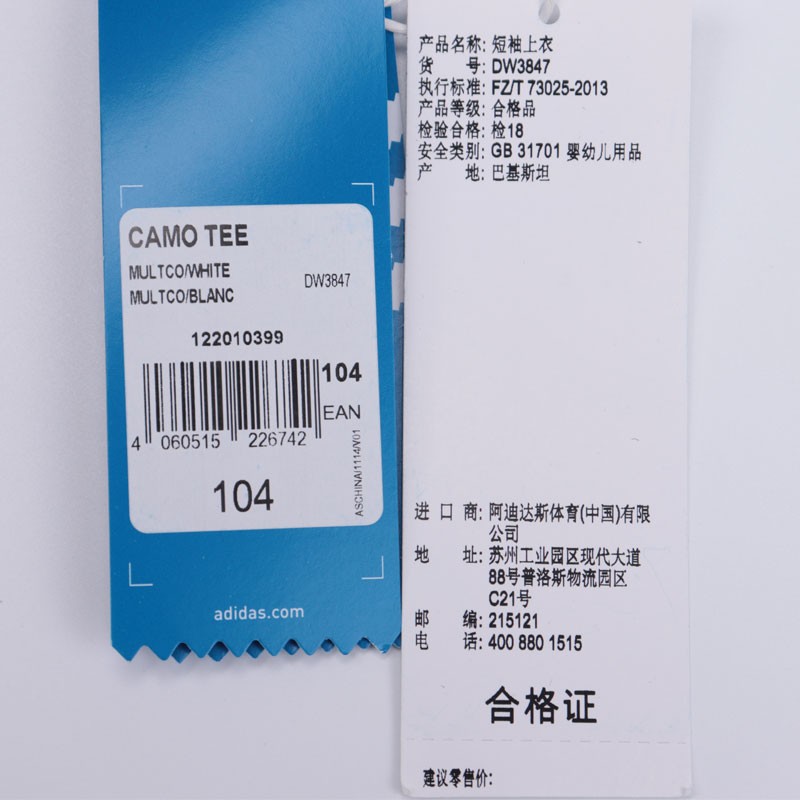 CAMO TEE
MULTCO/WHITE
MULTCO/BLANC
DW3847
122010399
104
EAN
4 060515 226742
104
ASCHINA/1114/V01
adidas.com
产品名称: 短袖上衣
货 号: DW3847
执行标准: FZ/T 73025-2013
产品等级: 合格品
检验合格: 检18
安全类别: GB 31701 婴幼儿用品
产 地: 巴基斯坦
进 口 商: 阿迪达斯体育(中国)有限
公司
地 址: 苏州工业园区现代大道
88号普洛斯物流园区
C21号
邮 编: 215121
电 话: 400 880 1515
合格证
建议零售价: